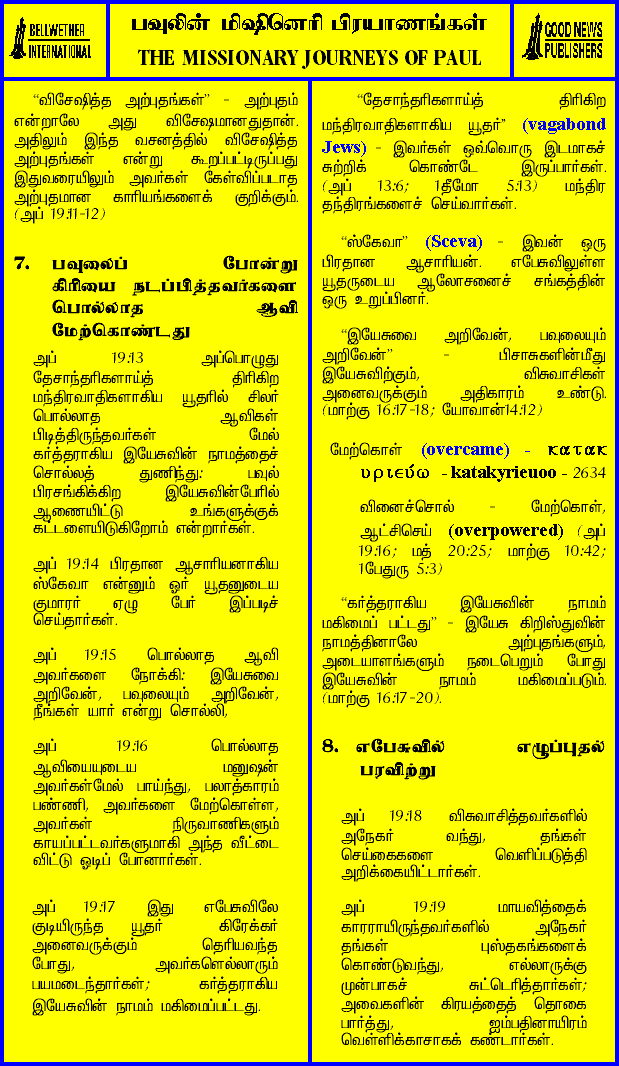 BELLWETHER
INTERNATIONAL
பவுலின் மிஷினெரி பிரயாணங்கள்
THE MISSIONARY JOURNEYS OF PAUL
GOOD NEWS
PUBLISHERS
“விசேஷித்த அற்புதங்கள்” - அற்புதம்
என்றாலே அது விசேஷமானதுதான்.
அதிலும் இந்த வசனத்தில் விசேஷித்த
அற்புதங்கள் என்று கூறப்பட்டிருப்பது
இதுவரையிலும் அவர்கள் கேள்விப்படாத
அற்புதமான காரியங்களைக் குறிக்கும்.
(அப் 19:11-12)
7. பவுலைப் போன்று
கிரியை நடப்பித்தவர்களை
பொல்லாத ஆவி
மேற்கொண்டது
அப் 19:13 அப்பொழுது
தேசாந்தரிகளாய்த் திரிகிற
மந்திரவாதிகளாகிய யூதரில் சிலர்
பொல்லாத ஆவிகள்
பிடித்திருந்தவர்கள் மேல்
கர்த்தராகிய இயேசுவின் நாமத்தைச்
சொல்லத் துணிந்து: பவுல்
பிரசங்கிக்கிற இயேசுவின்பேரில்
ஆணையிட்டு உங்களுக்குக்
கட்டளையிடுகிறோம் என்றார்கள்.
அப் 19:14 பிரதான ஆசாரியனாகிய
ஸ்கேவா என்னும் ஓர் யூதனுடைய
குமாரர் ஏழு பேர் இப்படிச்
செய்தார்கள்.
அப் 19:15 பொல்லாத ஆவி
அவர்களை நோக்கி: இயேசுவை
அறிவேன், பவுலையும் அறிவேன்,
நீங்கள் யார் என்று சொல்லி,
அப் 19:16 பொல்லாத
ஆவியையுடைய மனுஷன்
அவர்கள்மேல் பாய்ந்து, பலாத்காரம்
பண்ணி, அவர்களை மேற்கொள்ள,
அவர்கள் நிருவாணிகளும்
காயப்பட்டவர்களுமாகி அந்த வீட்டை
விட்டு ஓடிப் போனார்கள்.
அப் 19:17 இது எபேசுவிலே
குடியிருந்த யூதர் கிரேக்கர்
அனைவருக்கும் தெரியவந்த
போது, அவர்களெல்லாரும்
பயமடைந்தார்கள்; கர்த்தராகிய
இயேசுவின் நாமம் மகிமைப்பட்டது.
“தேசாந்தரிகளாய்த் திரிகிற
மந்திரவாதிகளாகிய யூதர்” (vagabond
Jews) - இவர்கள் ஒவ்வொரு இடமாகச்
சுற்றிக் கொண்டே இருப்பார்கள்.
(அப் 13:6; 1தீமோ 5:13) மந்திர
தந்திரங்களைச் செய்வார்கள்.
“ஸ்கேவா” (Sceva) - இவன் ஒரு
பிரதான ஆசாரியன். எபேசுவிலுள்ள
யூதருடைய ஆலோசனைச் சங்கத்தின்
ஒரு உறுப்பினர்.
“இயேசுவை அறிவேன், பவுலையும்
அறிவேன்” - பிசாசுகளின்மீது
இயேசுவிற்கும், விசுவாசிகள்
அனைவருக்கும் அதிகாரம் உண்டு.
(மாற்கு 16:17-18; யோவான்14:12)
மேற்கொள் (overcame) - κατακ
υριεύω - katakyrieuoo - 2634
வினைச்சொல் - மேற்கொள்,
ஆட்சிசெய் (overpowered) (அப்
19:16; மத் 20:25; மாற்கு 10:42;
1பேதுரு 5:3)
“கர்த்தராகிய இயேசுவின் நாமம்
மகிமைப் பட்டது” - இயேசு கிறிஸ்துவின்
நாமத்தினாலே அற்புதங்களும்,
அடையாளங்களும் நடைபெறும் போது
இயேசுவின் நாமம் மகிமைப்படும்.
(மாற்கு 16:17-20).
8. எபேசுவில் எழுப்புதல்
பரவிற்று
அப் 19:18 விசுவாசித்தவர்களில்
அநேகர் வந்து, தங்கள்
செய்கைகளை வெளிப்படுத்தி
அறிக்கையிட்டார்கள்.
அப் 19:19 மாயவித்தைக்
காரராயிருந்தவர்களில் அநேகர்
தங்கள் புஸ்தகங்களைக்
கொண்டுவந்து, எல்லாருக்கு
முன்பாகச் சுட்டெரித்தார்கள்;
அவைகளின் கிரயத்தைத் தொகை
பார்த்து, ஐம்பதினாயிரம்
வெள்ளிக்காசாகக் கண்டார்கள்.